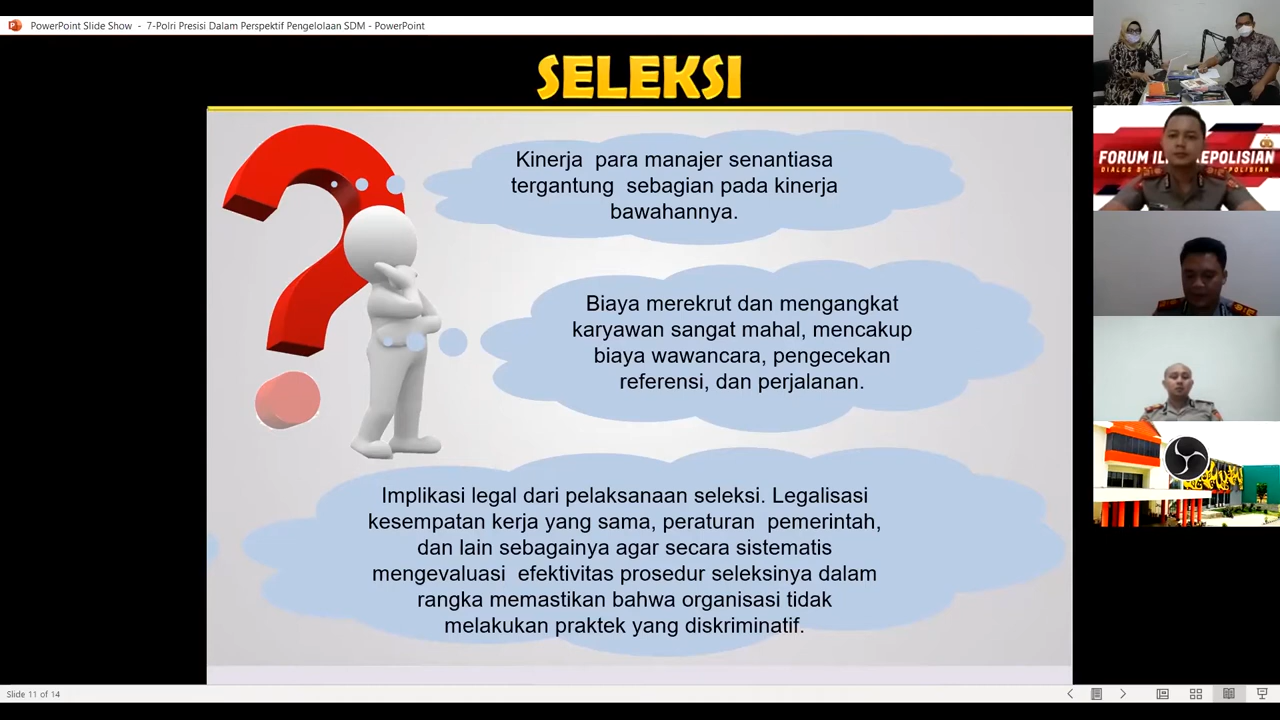 PowerPoint Slide Show - 7-Polri Presisi Dalam Perspektif Pengelolaan SDM - PowerPoint
SELEKSI
Kinerja para manajer senantiasa
tergantung sebagian pada kinerja
bawahannya.
Biaya merekrut dan mengangkat
karyawan sangat mahal, mencakup
biaya wawancara, pengecekan
referensi, dan perjalanan.
Implikasi legal dari pelaksanaan seleksi. Legalisasi
kesempatan kerja yang sama, peraturan pemerintah,
dan lain sebagainya agar secara sistematis
mengevaluasi efektivitas prosedur seleksinya dalam
rangka memastikan bahwa organisasi tidak
melakukan praktek yang diskriminatif.
FORUM
EPOLISIAN
DIALOG
POLISIAN
Slide 11 of 14